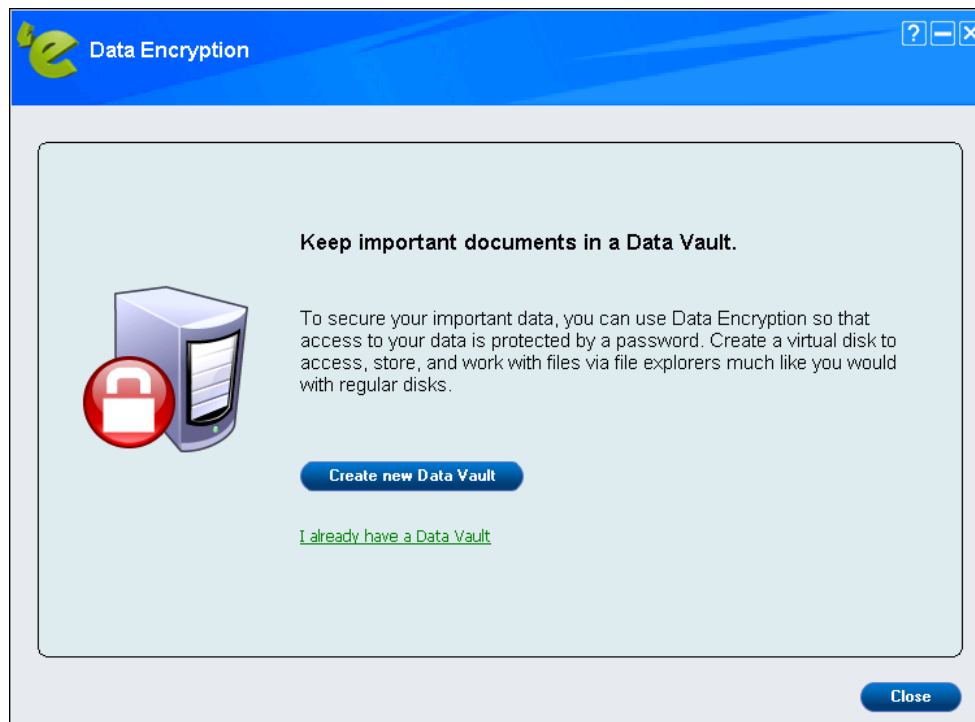 Data Encryption
Keep important documents in a Data Vault.
To secure your important data, you can use Data Encryption so that
access to your data is protected by a password. Create a virtual disk to
access, store, and work with files via file explorers much like you would
with regular disks.
Create new Data Vault
I already have a Data Vault
Close